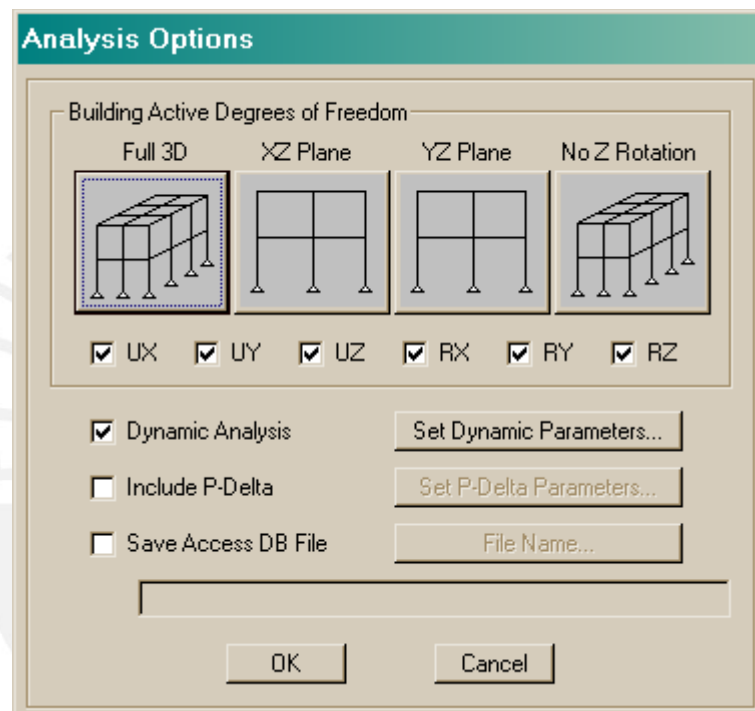 Analysis Options
Building Active Degrees of Freedom
Full 3D XZ Plane YZ Plane No Z Rotation
UX UY UZ RX RY RZ
Dynamic Analysis Set Dynamic Parameters...
Include P-Delta Set P-Delta Parameters...
Save Access DB File File Name...
OK Cancel